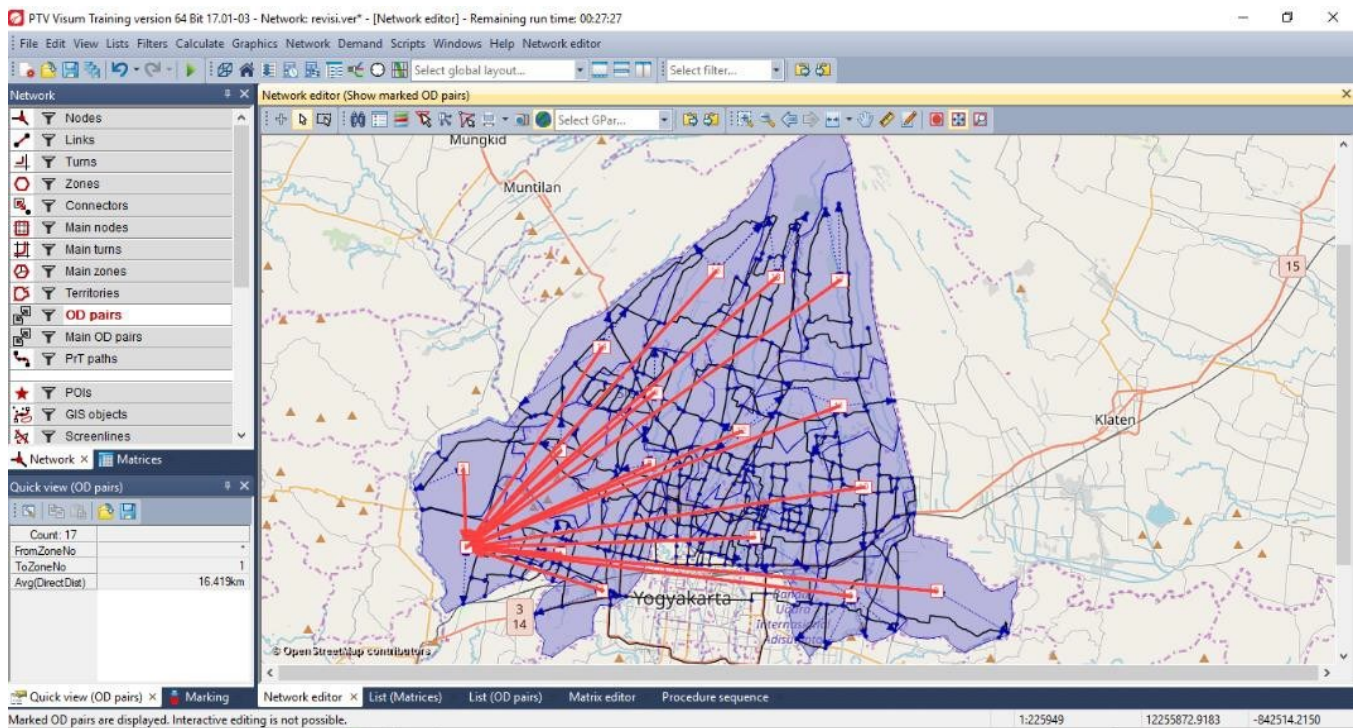 PTV Visum Training version 64 Bit 17.01-03 - Network: revisi.ver* - [Network editor] - Remaining run time: 00:27:27
File Edit View Lists Filters Calculate Graphics Network Demand Scripts Windows Help Network editor
Select global layout...
Select filter...
Network
Network editor (Show marked OD pairs)
Select GPar...
Nodes
Links
Turns
Zones
Connectors
Main nodes
Main turns
Main zones
Territories
OD pairs
Main OD pairs
PrT paths
POIs
GIS objects
Screenlines
Network
Matrices
Quick view (OD pairs)
Count: 17
FromZoneNo *
ToZoneNo 1
Avg(DirectDist) 16,419km
Mungkid
Muntilan
15
Klaten
Yogyakarta
3
14
Udara
Internasional
© OpenStreetMap contributors
Quick view (OD pairs)
Marking
Network editor
List (Matrices)
List (OD pairs)
Matrix editor
Procedure sequence
Marked OD pairs are displayed. Interactive editing is not possible.
1:225949
12255872.9183
-842514.2150